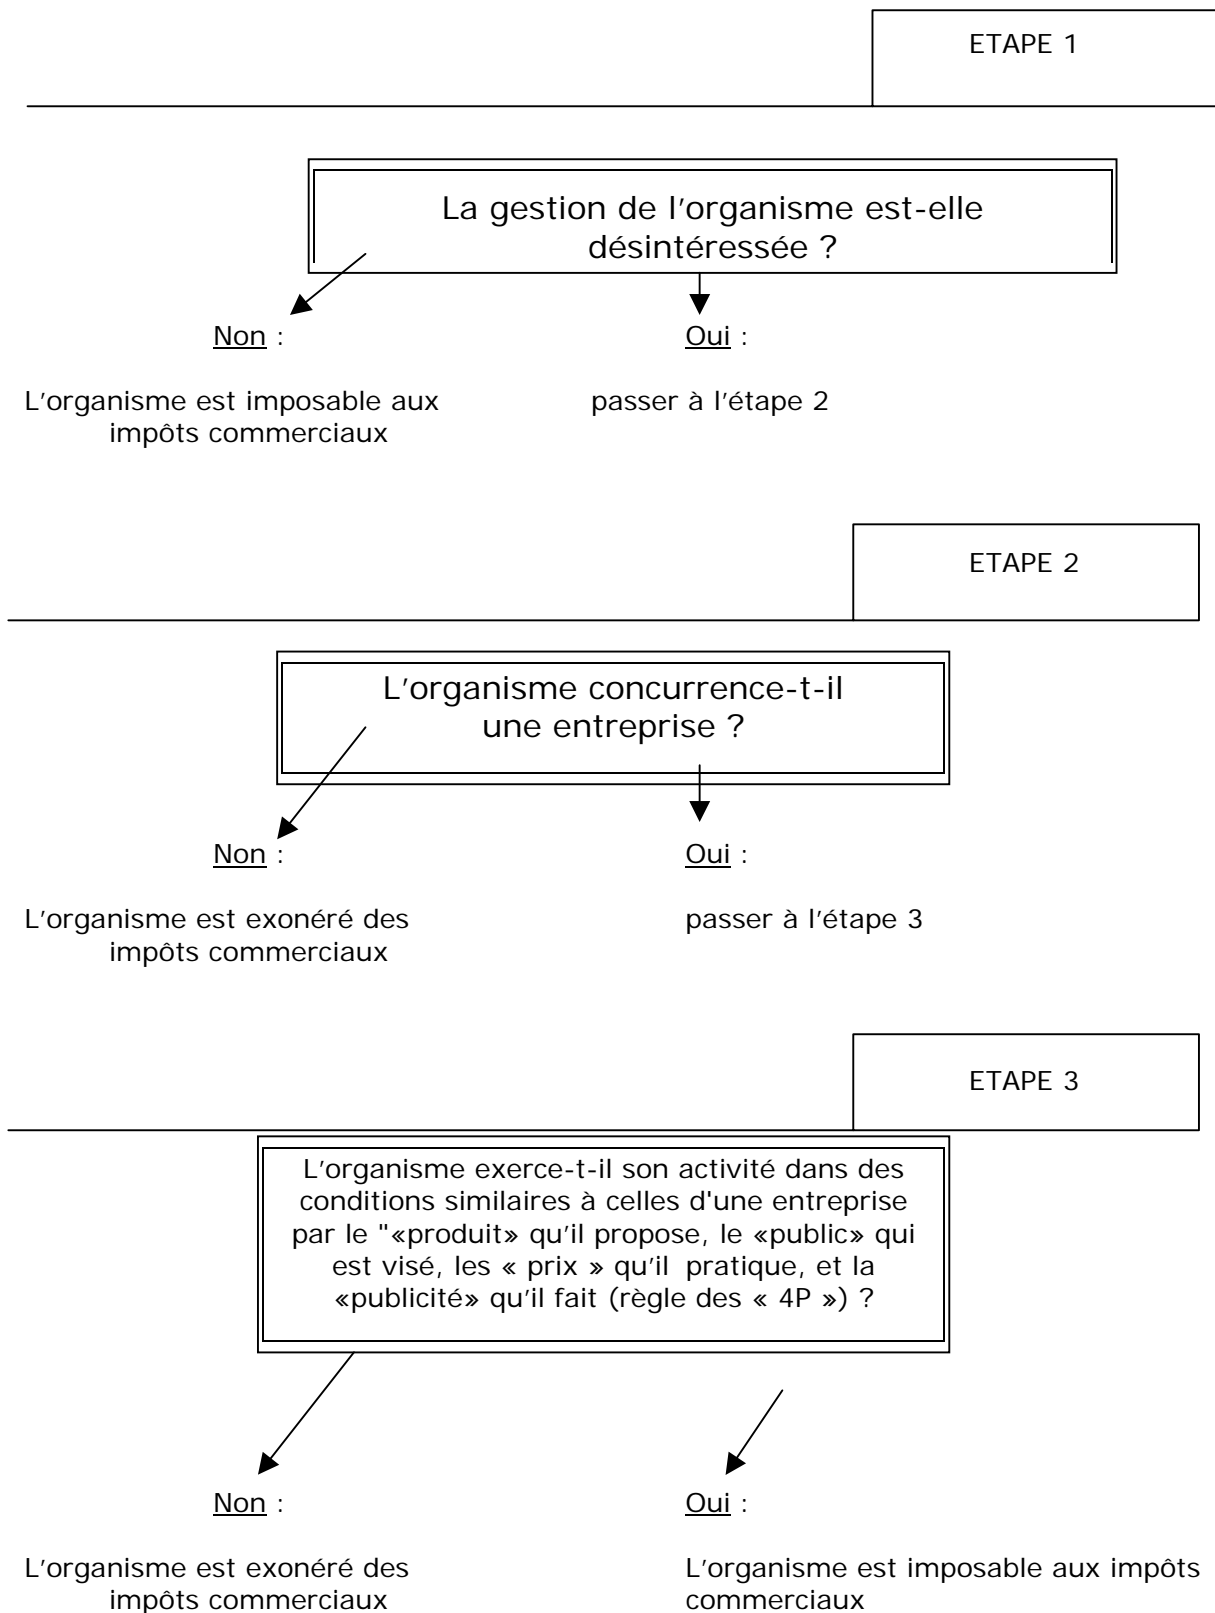 ETAPE 1
La gestion de l’organisme est-elle
désintéressée ?
Non :
Oui :
L’organisme est imposable aux
impôts commerciaux
passer à l’étape 2
ETAPE 2
L’organisme concurrence-t-il
une entreprise ?
Non :
Oui :
L’organisme est exonéré des
impôts commerciaux
passer à l’étape 3
ETAPE 3
L’organisme exerce-t-il son activité dans des
conditions similaires à celles d'une entreprise
par le "«produit» qu’il propose, le «public» qui
est visé, les « prix » qu’il pratique, et la
«publicité» qu’il fait (règle des « 4P ») ?
Non :
Oui :
L’organisme est exonéré des
impôts commerciaux
L’organisme est imposable aux impôts
commerciaux